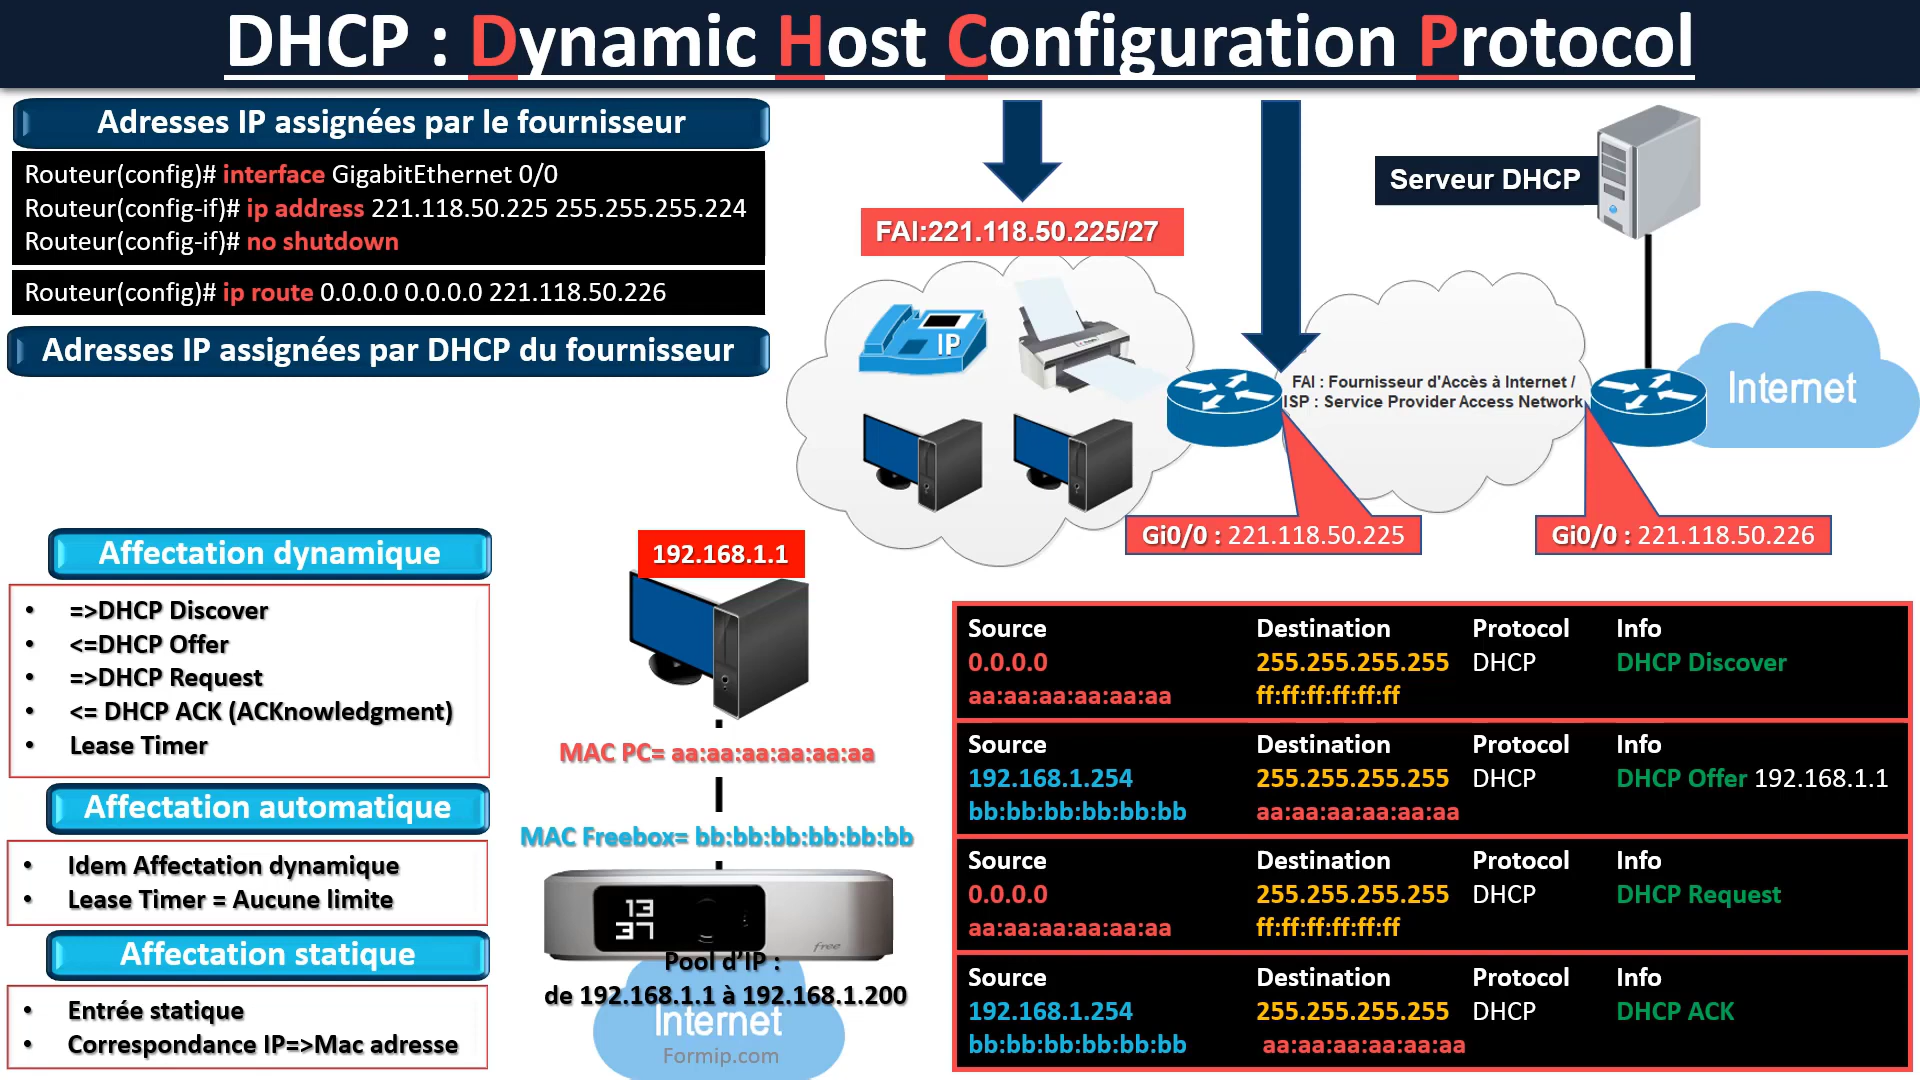 DHCP : Dynamic Host Configuration Protocol
Adresses IP assignées par le fournisseur
Routeur(config)# interface GigabitEthernet 0/0
Routeur(config-if)# ip address 221.118.50.225 255.255.255.224
Routeur(config-if)# no shutdown
Routeur(config)# ip route 0.0.0.0 0.0.0.0 221.118.50.226
Adresses IP assignées par DHCP du fournisseur
FAI:221.118.50.225/27
Serveur DHCP
IP
FAI : Fournisseur d'Accès à Internet /
ISP : Service Provider Access Network
Internet
Gi0/0 : 221.118.50.225
Gi0/0 : 221.118.50.226
Affectation dynamique
• =>DHCP Discover
• <=DHCP Offer
• =>DHCP Request
• <= DHCP ACK (ACKnowledgment)
• Lease Timer
Affectation automatique
• Idem Affectation dynamique
• Lease Timer = Aucune limite
Affectation statique
• Entrée statique
• Correspondance IP=>Mac adresse
192.168.1.1
MAC PC= aa:aa:aa:aa:aa:aa
MAC Freebox= bb:bb:bb:bb:bb:bb
13
37
free
Pool d’IP :
de 192.168.1.1 à 192.168.1.200
Internet
Formip.com
Source Destination Protocol Info
0.0.0.0 255.255.255.255 DHCP DHCP Discover
aa:aa:aa:aa:aa:aa ff:ff:ff:ff:ff:ff
Source Destination Protocol Info
192.168.1.254 255.255.255.255 DHCP DHCP Offer 192.168.1.1
bb:bb:bb:bb:bb:bb aa:aa:aa:aa:aa:aa
Source Destination Protocol Info
0.0.0.0 255.255.255.255 DHCP DHCP Request
aa:aa:aa:aa:aa:aa ff:ff:ff:ff:ff:ff
Source Destination Protocol Info
192.168.1.254 255.255.255.255 DHCP DHCP ACK
bb:bb:bb:bb:bb:bb aa:aa:aa:aa:aa:aa